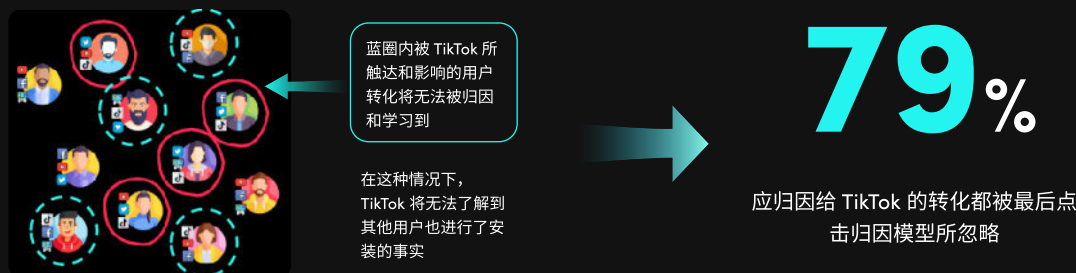 蓝圈内被 TikTok 所
触达和影响的用户
转化将无法被归因
和学习到
在这种情况下，
TikTok 将无法了解到
其他用户也进行了安
装的事实
79%
应归因给 TikTok 的转化都被最后点
击归因模型所忽略